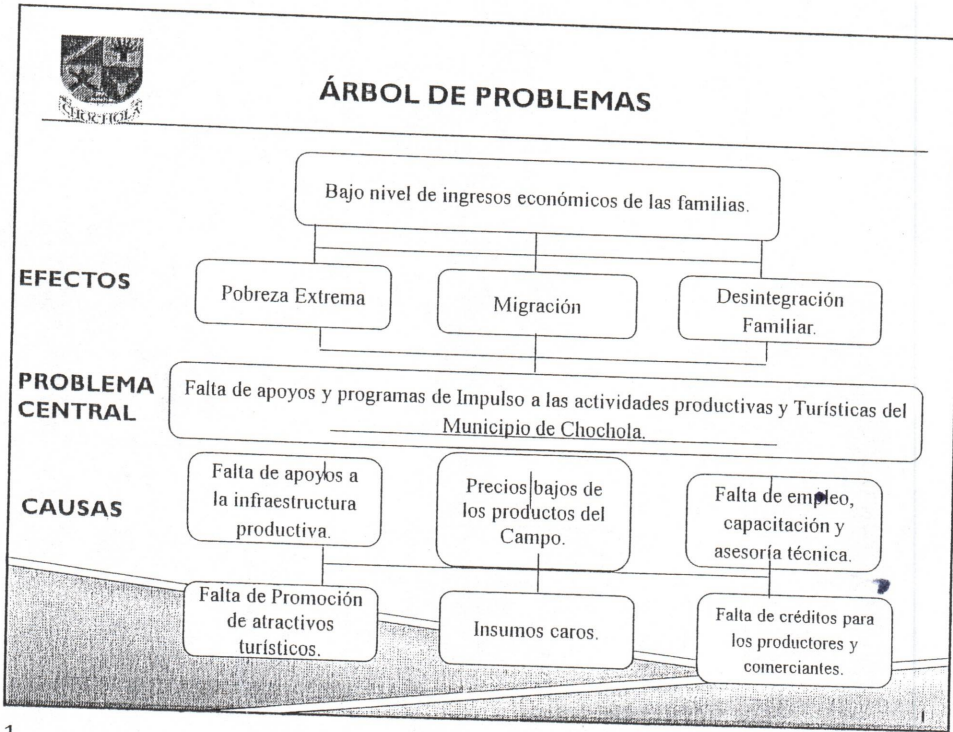 CHOCHOLA
ÁRBOL DE PROBLEMAS
Bajo nivel de ingresos económicos de las familias.
EFECTOS
Pobreza Extrema
Migración
Desintegración
Familiar.
PROBLEMA
CENTRAL
Falta de apoyos y programas de Impulso a las actividades productivas y Turísticas del
Municipio de Chochola.
CAUSAS
Falta de apoyos a
la infraestructura
productiva.
Precios bajos de
los productos del
Campo.
Falta de empleo,
capacitación y
asesoría técnica.
Falta de Promoción
de atractivos
turísticos.
Insumos caros.
Falta de créditos para
los productores y
comerciantes.
1
1